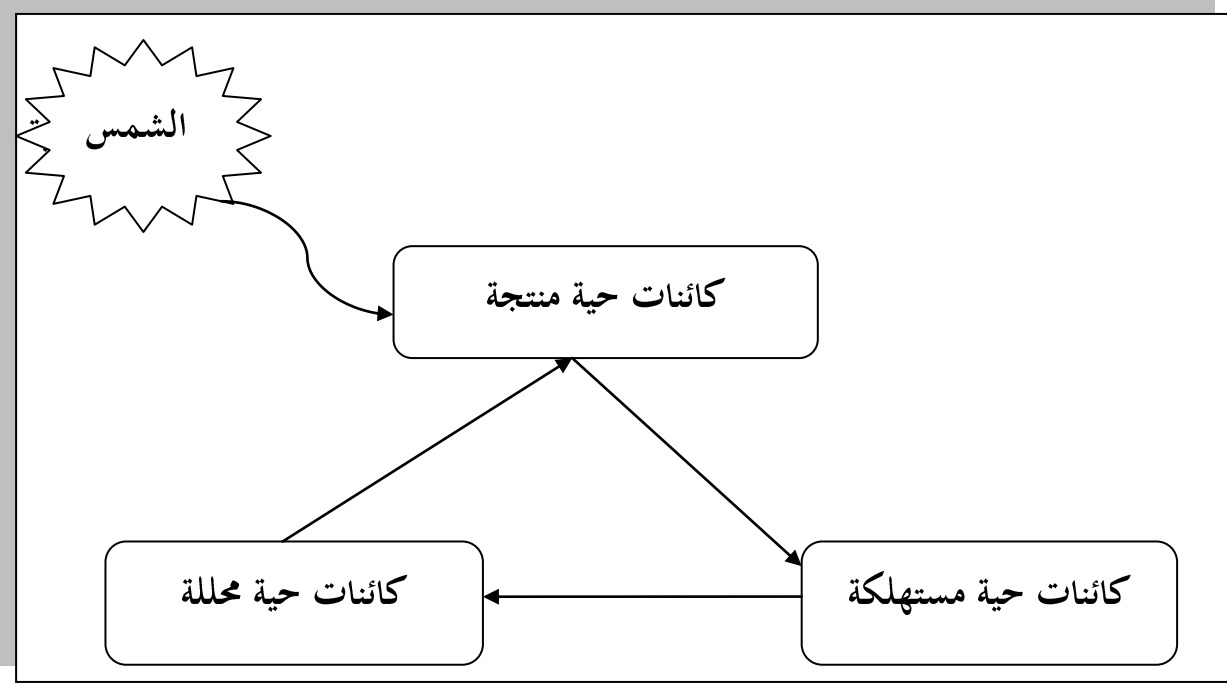 الشمس
كائنات حية منتجة
كائنات حية مستهلكة
كائنات حية محللة